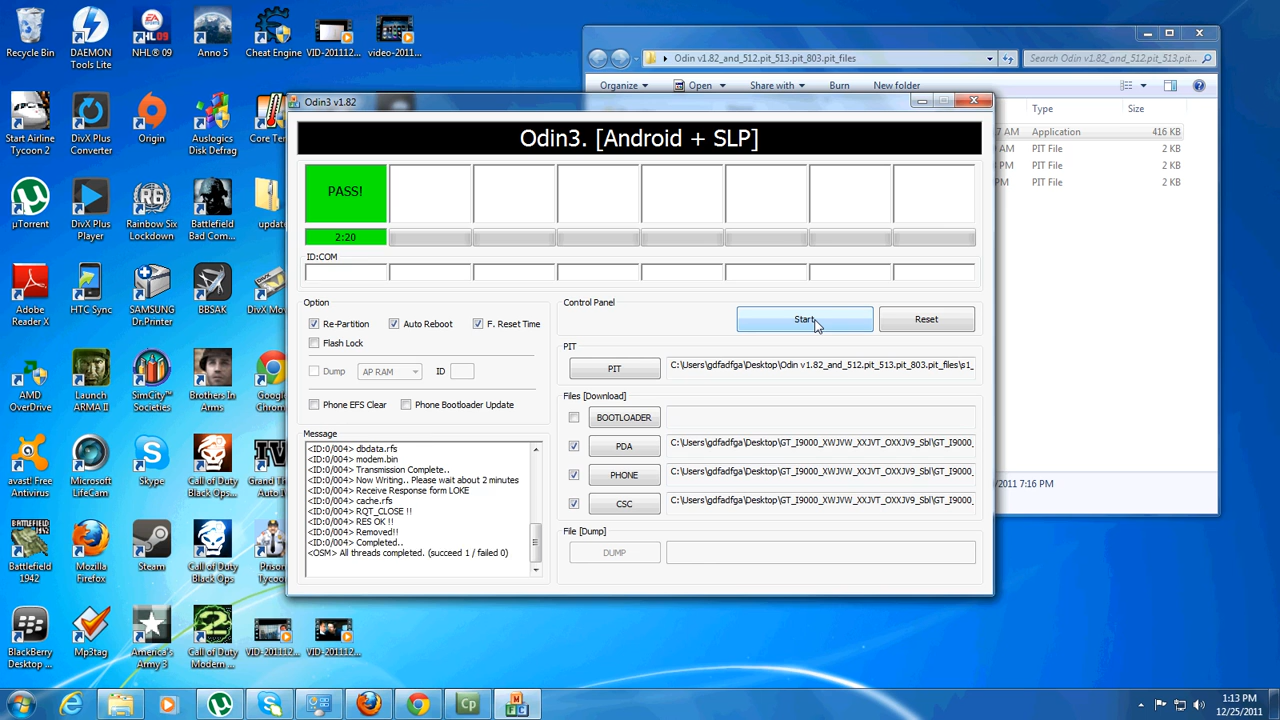 Recycle Bin
DAEMON Tools Lite
NHL® 09
Anno 5
Cheat Engine
VID-201112...
video-2011...
Start Airline Tycoon 2
DivX Plus Converter
Origin
Auslogics Disk Defrag
Core Te
µTorrent
DivX Plus Player
Rainbow Six Lockdown
Battlefield Bad Com...
update
Adobe Reader X
HTC Sync
SAMSUNG Dr.Printer
BBSAK
DivX Mov
AMD OverDrive
Launch ARMA II
SimCity™ Societies
Brothers In Arms
Goog
Chrom
avast! Free Antivirus
Microsoft LifeCam
Skype
Call of Duty Black Ops...
Grand The
Auto I
Battlefield 1942
Mozilla Firefox
Steam
Call of Duty Black Ops
Prison
Tycoon
BlackBerry Desktop ...
Mp3tag
America's Army 3
Call of Duty Modern ...
VID-201112...
VID-201112...
Odin v1.82_and_512.pit_513.pit_803.pit_files
Search Odin v1.82_and_512.pit_513.pit_...
Organize
Open
Share with
Burn
New folder
Type
Size
7 AM
Application
416 KB
AM
PIT File
2 KB
PM
PIT File
2 KB
PM
PIT File
2 KB
/2011 7:16 PM
Odin3 v1.82
Odin3. [Android + SLP]
PASS!
2:20
ID:COM
Option
Re-Partition
Auto Reboot
F. Reset Time
Flash Lock
Dump
AP RAM
ID
Phone EFS Clear
Phone Bootloader Update
Message
<ID:0/004> dbdata.rfs
<ID:0/004> modem.bin
<ID:0/004> Transmission Complete..
<ID:0/004> Now Writing.. Please wait about 2 minutes
<ID:0/004> Receive Response form LOKE
<ID:0/004> cache.rfs
<ID:0/004> RQT_CLOSE !!
<ID:0/004> RES OK !!
<ID:0/004> Removed!!
<ID:0/004> Completed..
<OSM> All threads completed. (succeed 1 / failed 0)
Control Panel
Start
Reset
PIT
PIT
C:\Users\gdfadfga\Desktop\Odin v1.82_and_512.pit_513.pit_803.pit_files\s1_
Files [Download]
BOOTLOADER
PDA
C:\Users\gdfadfga\Desktop\GT_I9000_XWJVW_XXJVT_OXXJV9_Sbl\GT_I9000_
PHONE
C:\Users\gdfadfga\Desktop\GT_I9000_XWJVW_XXJVT_OXXJV9_Sbl\GT_I9000_
CSC
C:\Users\gdfadfga\Desktop\GT_I9000_XWJVW_XXJVT_OXXJV9_Sbl\GT_I9000_
File [Dump]
DUMP
1:13 PM
12/25/2011